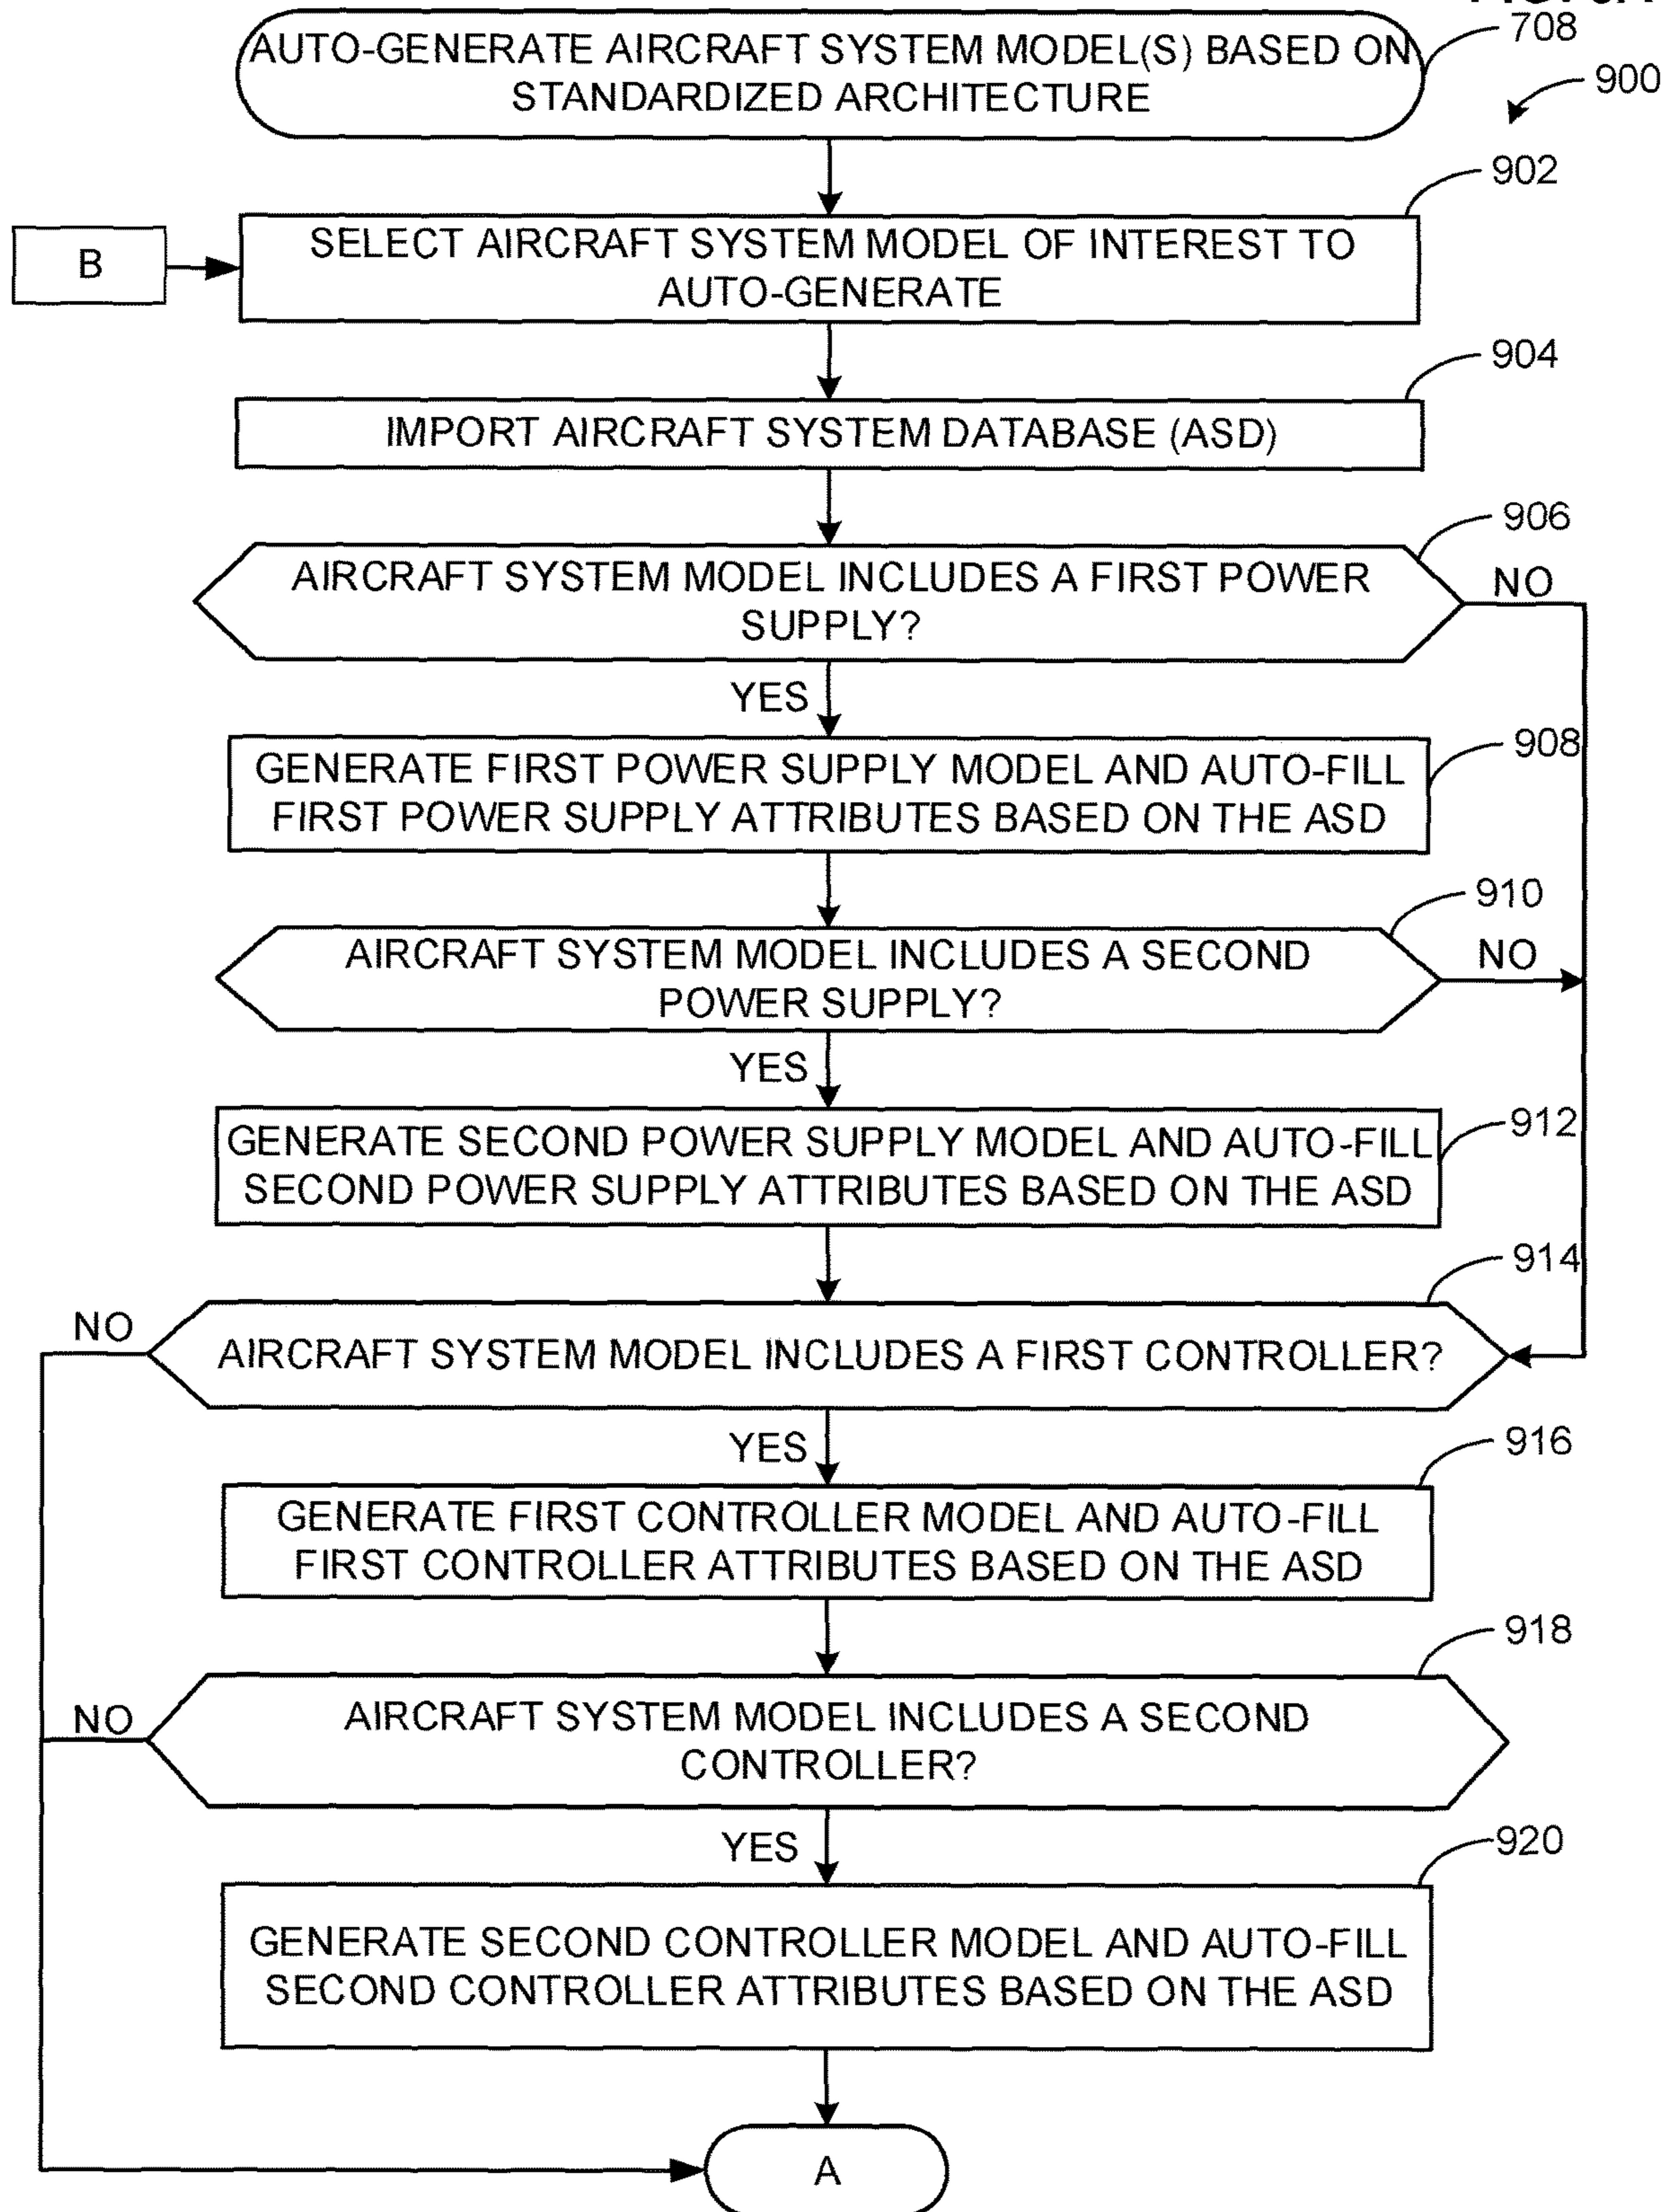 708
AUTO-GENERATE AIRCRAFT SYSTEM MODEL(S) BASED ON
STANDARDIZED ARCHITECTURE
900
902
B
SELECT AIRCRAFT SYSTEM MODEL OF INTEREST TO
AUTO-GENERATE
904
IMPORT AIRCRAFT SYSTEM DATABASE (ASD)
906
AIRCRAFT SYSTEM MODEL INCLUDES A FIRST POWER
SUPPLY?
NO
YES
908
GENERATE FIRST POWER SUPPLY MODEL AND AUTO-FILL
FIRST POWER SUPPLY ATTRIBUTES BASED ON THE ASD
910
AIRCRAFT SYSTEM MODEL INCLUDES A SECOND
POWER SUPPLY?
NO
YES
912
GENERATE SECOND POWER SUPPLY MODEL AND AUTO-FILL
SECOND POWER SUPPLY ATTRIBUTES BASED ON THE ASD
914
NO
AIRCRAFT SYSTEM MODEL INCLUDES A FIRST CONTROLLER?
YES
916
GENERATE FIRST CONTROLLER MODEL AND AUTO-FILL
FIRST CONTROLLER ATTRIBUTES BASED ON THE ASD
918
NO
AIRCRAFT SYSTEM MODEL INCLUDES A SECOND
CONTROLLER?
YES
920
GENERATE SECOND CONTROLLER MODEL AND AUTO-FILL
SECOND CONTROLLER ATTRIBUTES BASED ON THE ASD
A